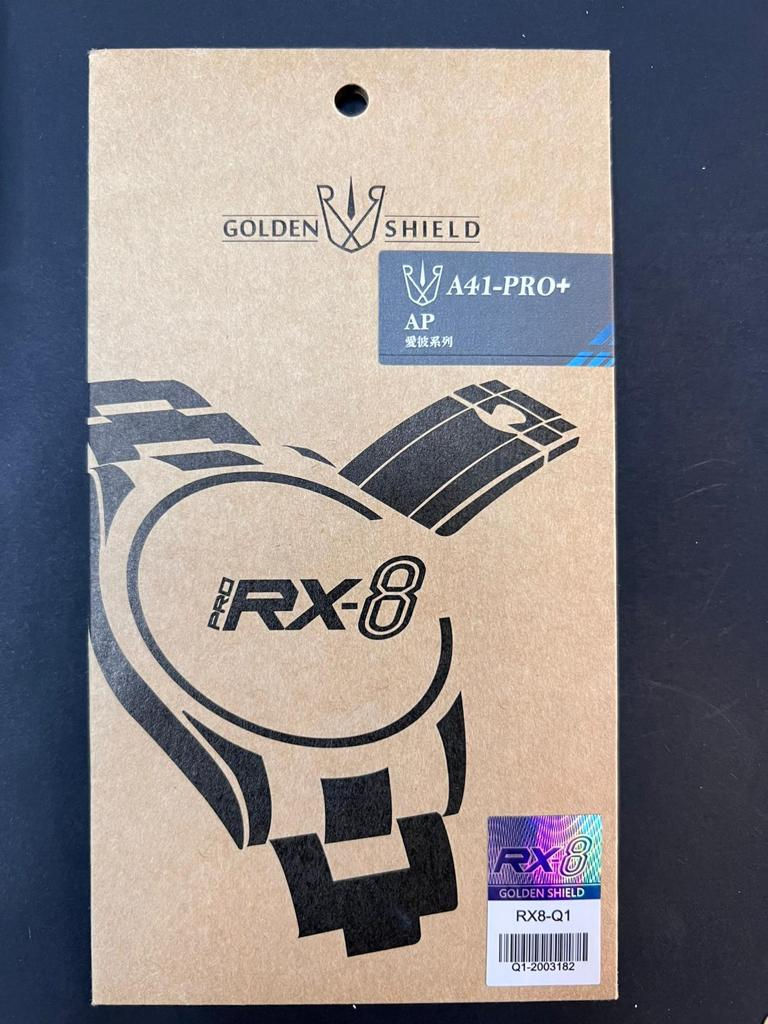 GOLDEN SHIELD
A41-PRO+
AP
愛彼系列
PRO RX-8
RX-8
GOLDEN SHIELD
RX8-Q1
Q1-2003182